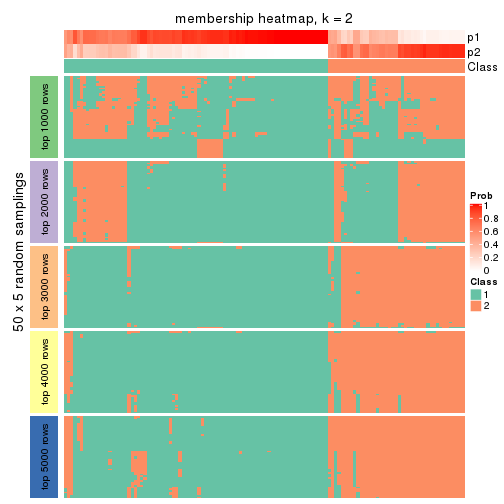 membership heatmap, k = 2
p1
p2
Class
50 x 5 random samplings
top 1000 rows
top 2000 rows
top 3000 rows
top 4000 rows
top 5000 rows
Prob
1
0.8
0.6
0.4
0.2
0
Class
1
2